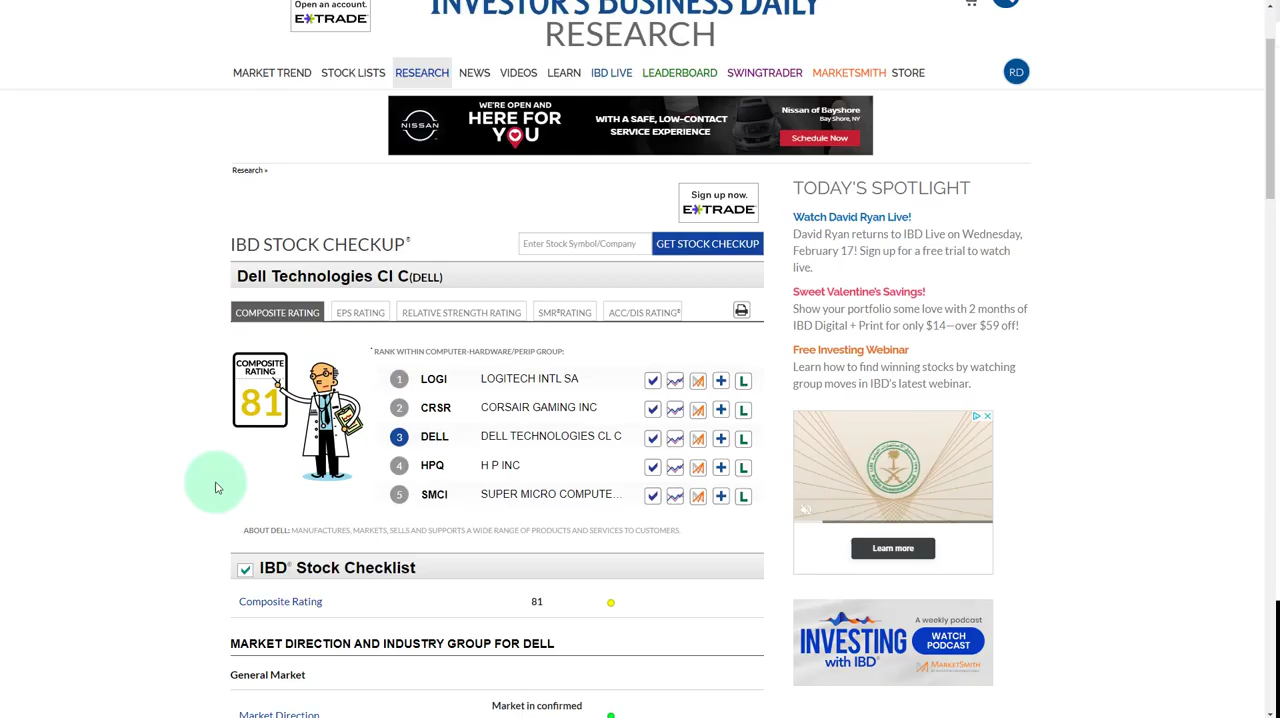 Open an account.
E*TRADE
INVESTOR'S BUSINESS DAILY
RESEARCH
MARKET TREND STOCK LISTS RESEARCH NEWS VIDEOS LEARN IBD LIVE LEADERBOARD SWINGTRADER MARKETSMITH STORE
RD
NISSAN
WE'RE OPEN AND
HERE FOR
YOU
WITH A SAFE, LOW-CONTACT
SERVICE EXPERIENCE
Nissan of Bayshore
Bay Shore, NY
Schedule Now
Research »
Sign up now.
E*TRADE
IBD STOCK CHECKUP®
Enter Stock Symbol/Company
GET STOCK CHECKUP
Dell Technologies Cl C(DELL)
COMPOSITE RATING EPS RATING RELATIVE STRENGTH RATING SMR®RATING ACC/DIS RATING®
*RANK WITHIN COMPUTER-HARDWARE/PERIP GROUP:
COMPOSITE
RATING
81
1 LOGI LOGITECH INTL SA L
2 CRSR CORSAIR GAMING INC L
3 DELL DELL TECHNOLOGIES CL C L
4 HPQ H P INC L
5 SMCI SUPER MICRO COMPUTE... L
ABOUT DELL: MANUFACTURES, MARKETS, SELLS AND SUPPORTS A WIDE RANGE OF PRODUCTS AND SERVICES TO CUSTOMERS.
IBD® Stock Checklist
Composite Rating 81
MARKET DIRECTION AND INDUSTRY GROUP FOR DELL
General Market
Market in confirmed
Market Direction
TODAY'S SPOTLIGHT
Watch David Ryan Live!
David Ryan returns to IBD Live on Wednesday,
February 17! Sign up for a free trial to watch
live.
Sweet Valentine's Savings!
Show your portfolio some love with 2 months of
IBD Digital + Print for only $14—over $59 off!
Free Investing Webinar
Learn how to find winning stocks by watching
group moves in IBD's latest webinar.
Learn more
INVESTING
with IBD®
A weekly podcast
WATCH
PODCAST
MARKETSMITH